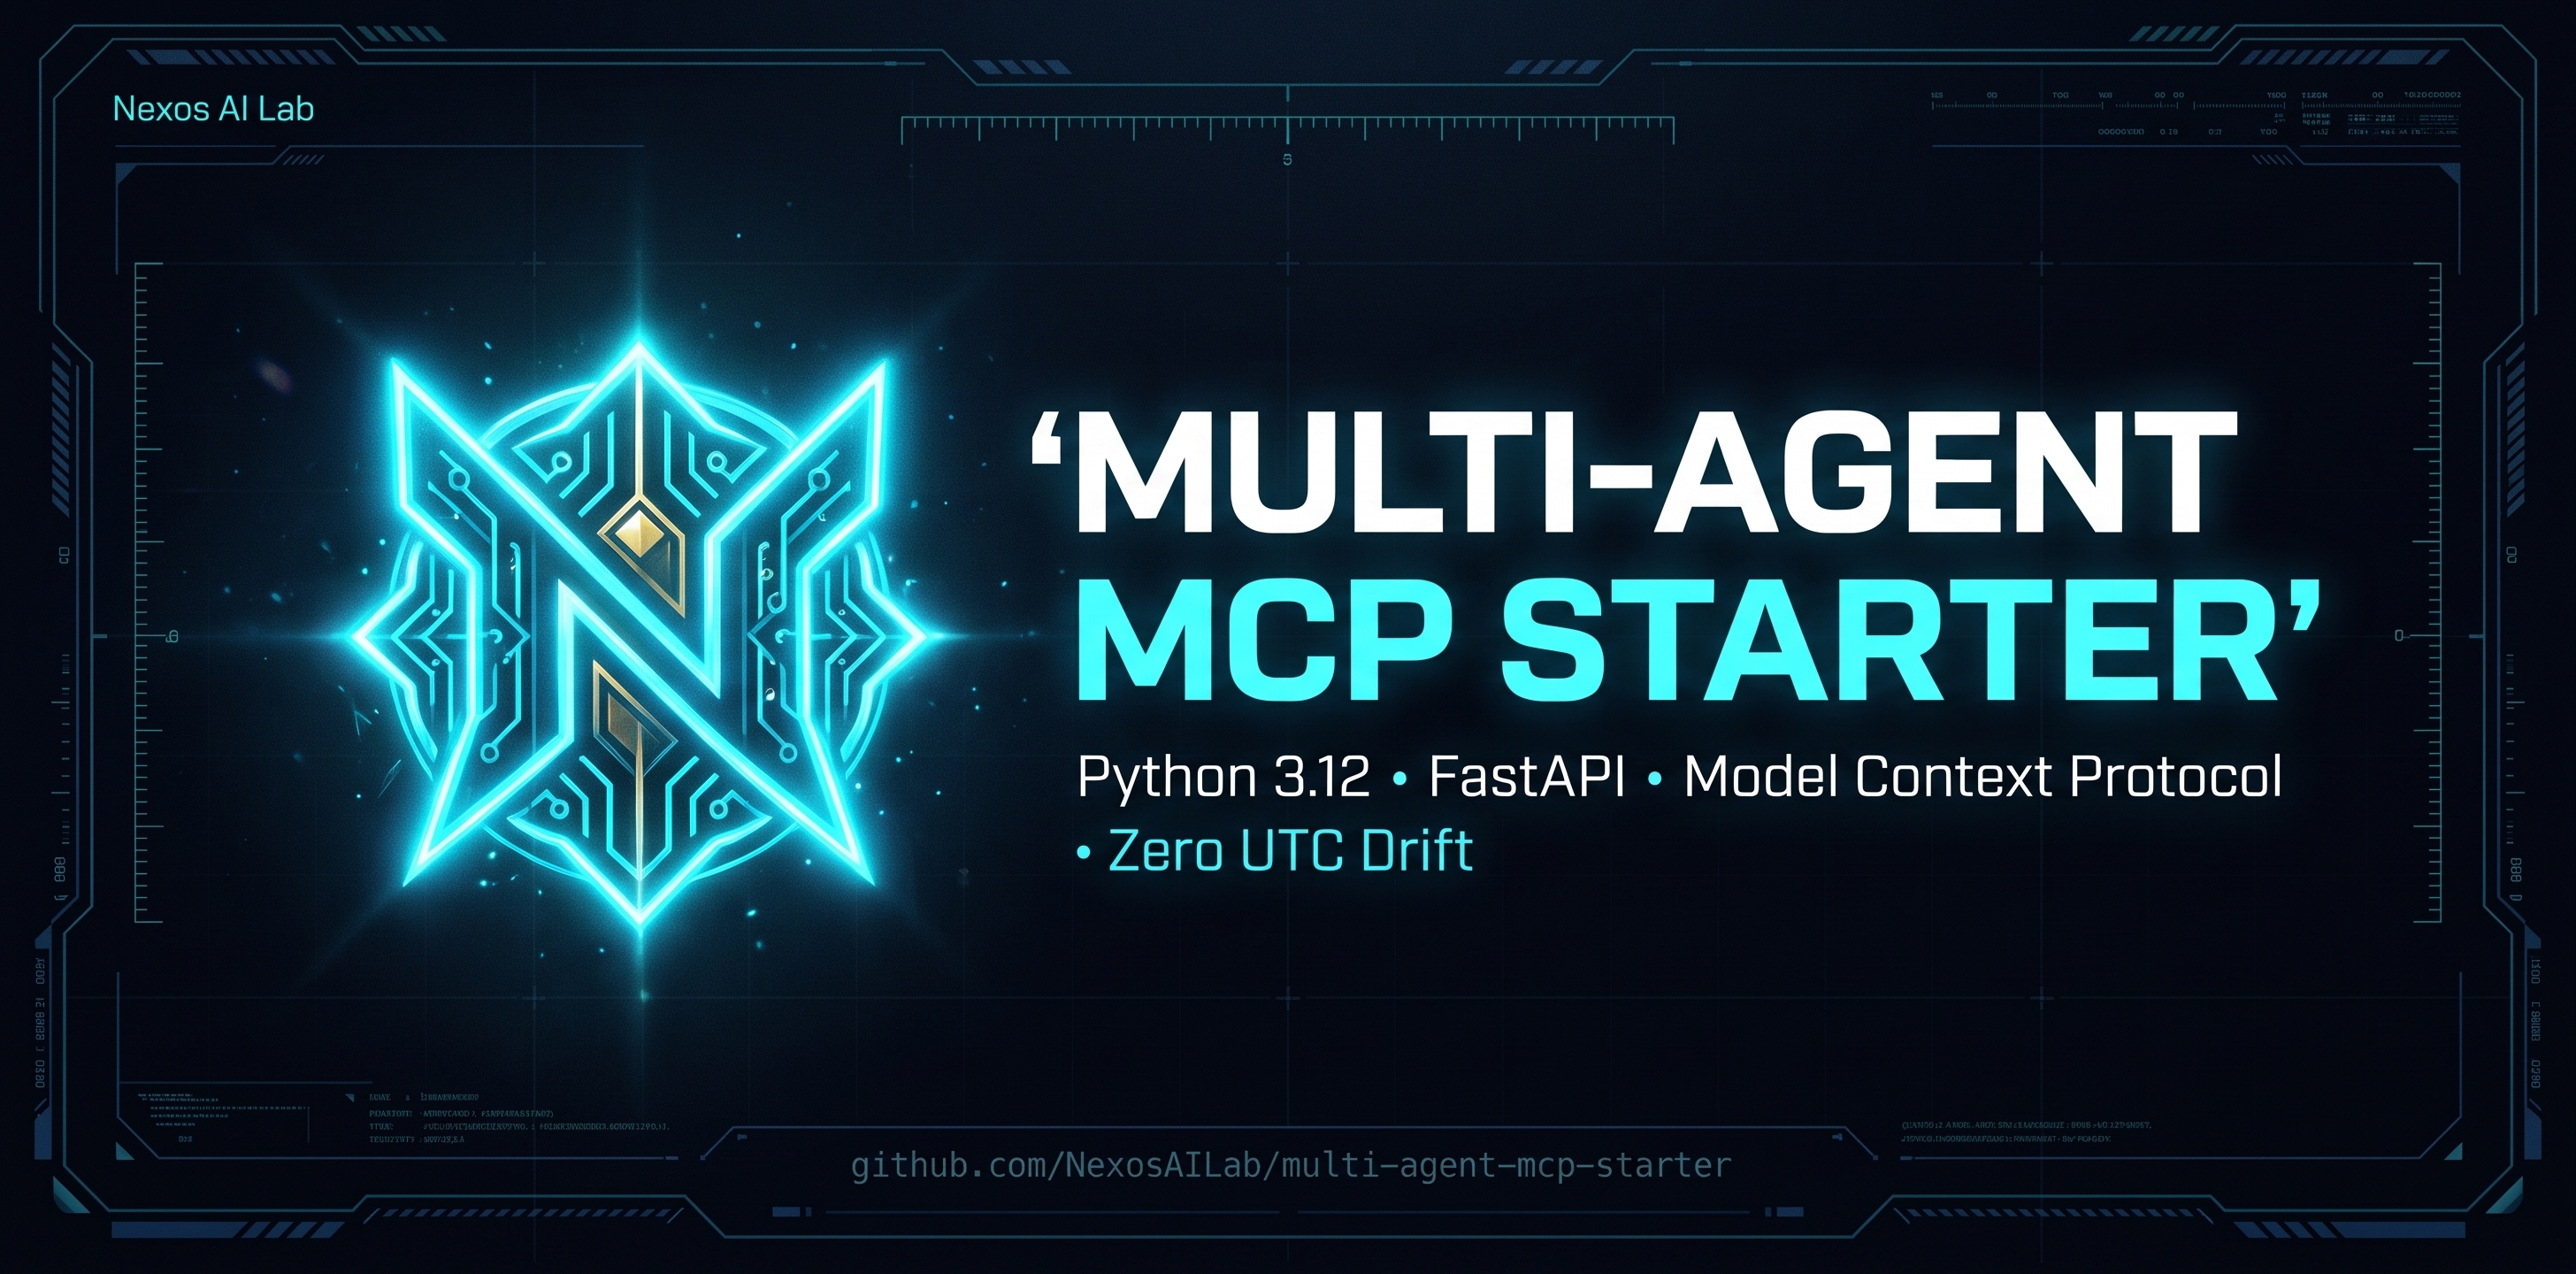 Nexos AI Lab
‘MULTI-AGENT
MCP STARTER’
Python 3.12 • FastAPI • Model Context Protocol
• Zero UTC Drift
github.com/NexosAILab/multi-agent-mcp-starter